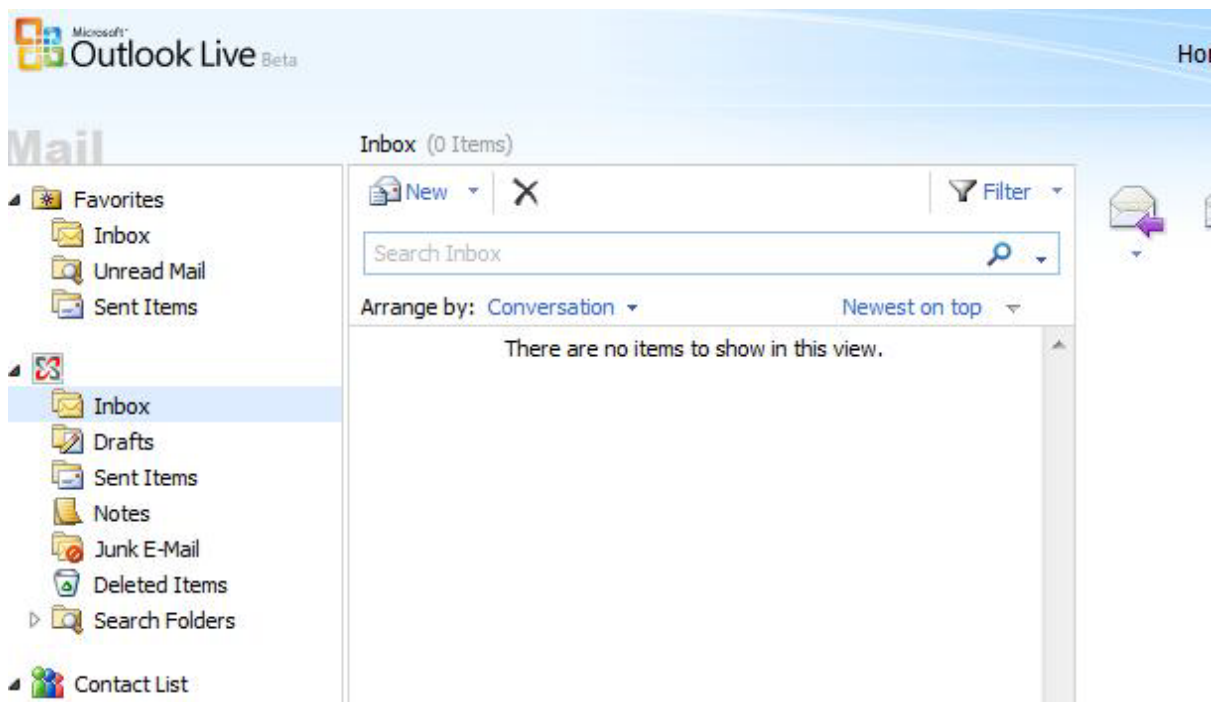 Microsoft®
Outlook Live Beta
Mail
Inbox (0 Items)
New
Filter
Search Inbox
Arrange by: Conversation
Newest on top
There are no items to show in this view.
Favorites
Inbox
Unread Mail
Sent Items
Inbox
Drafts
Sent Items
Notes
Junk E-Mail
Deleted Items
Search Folders
Contact List